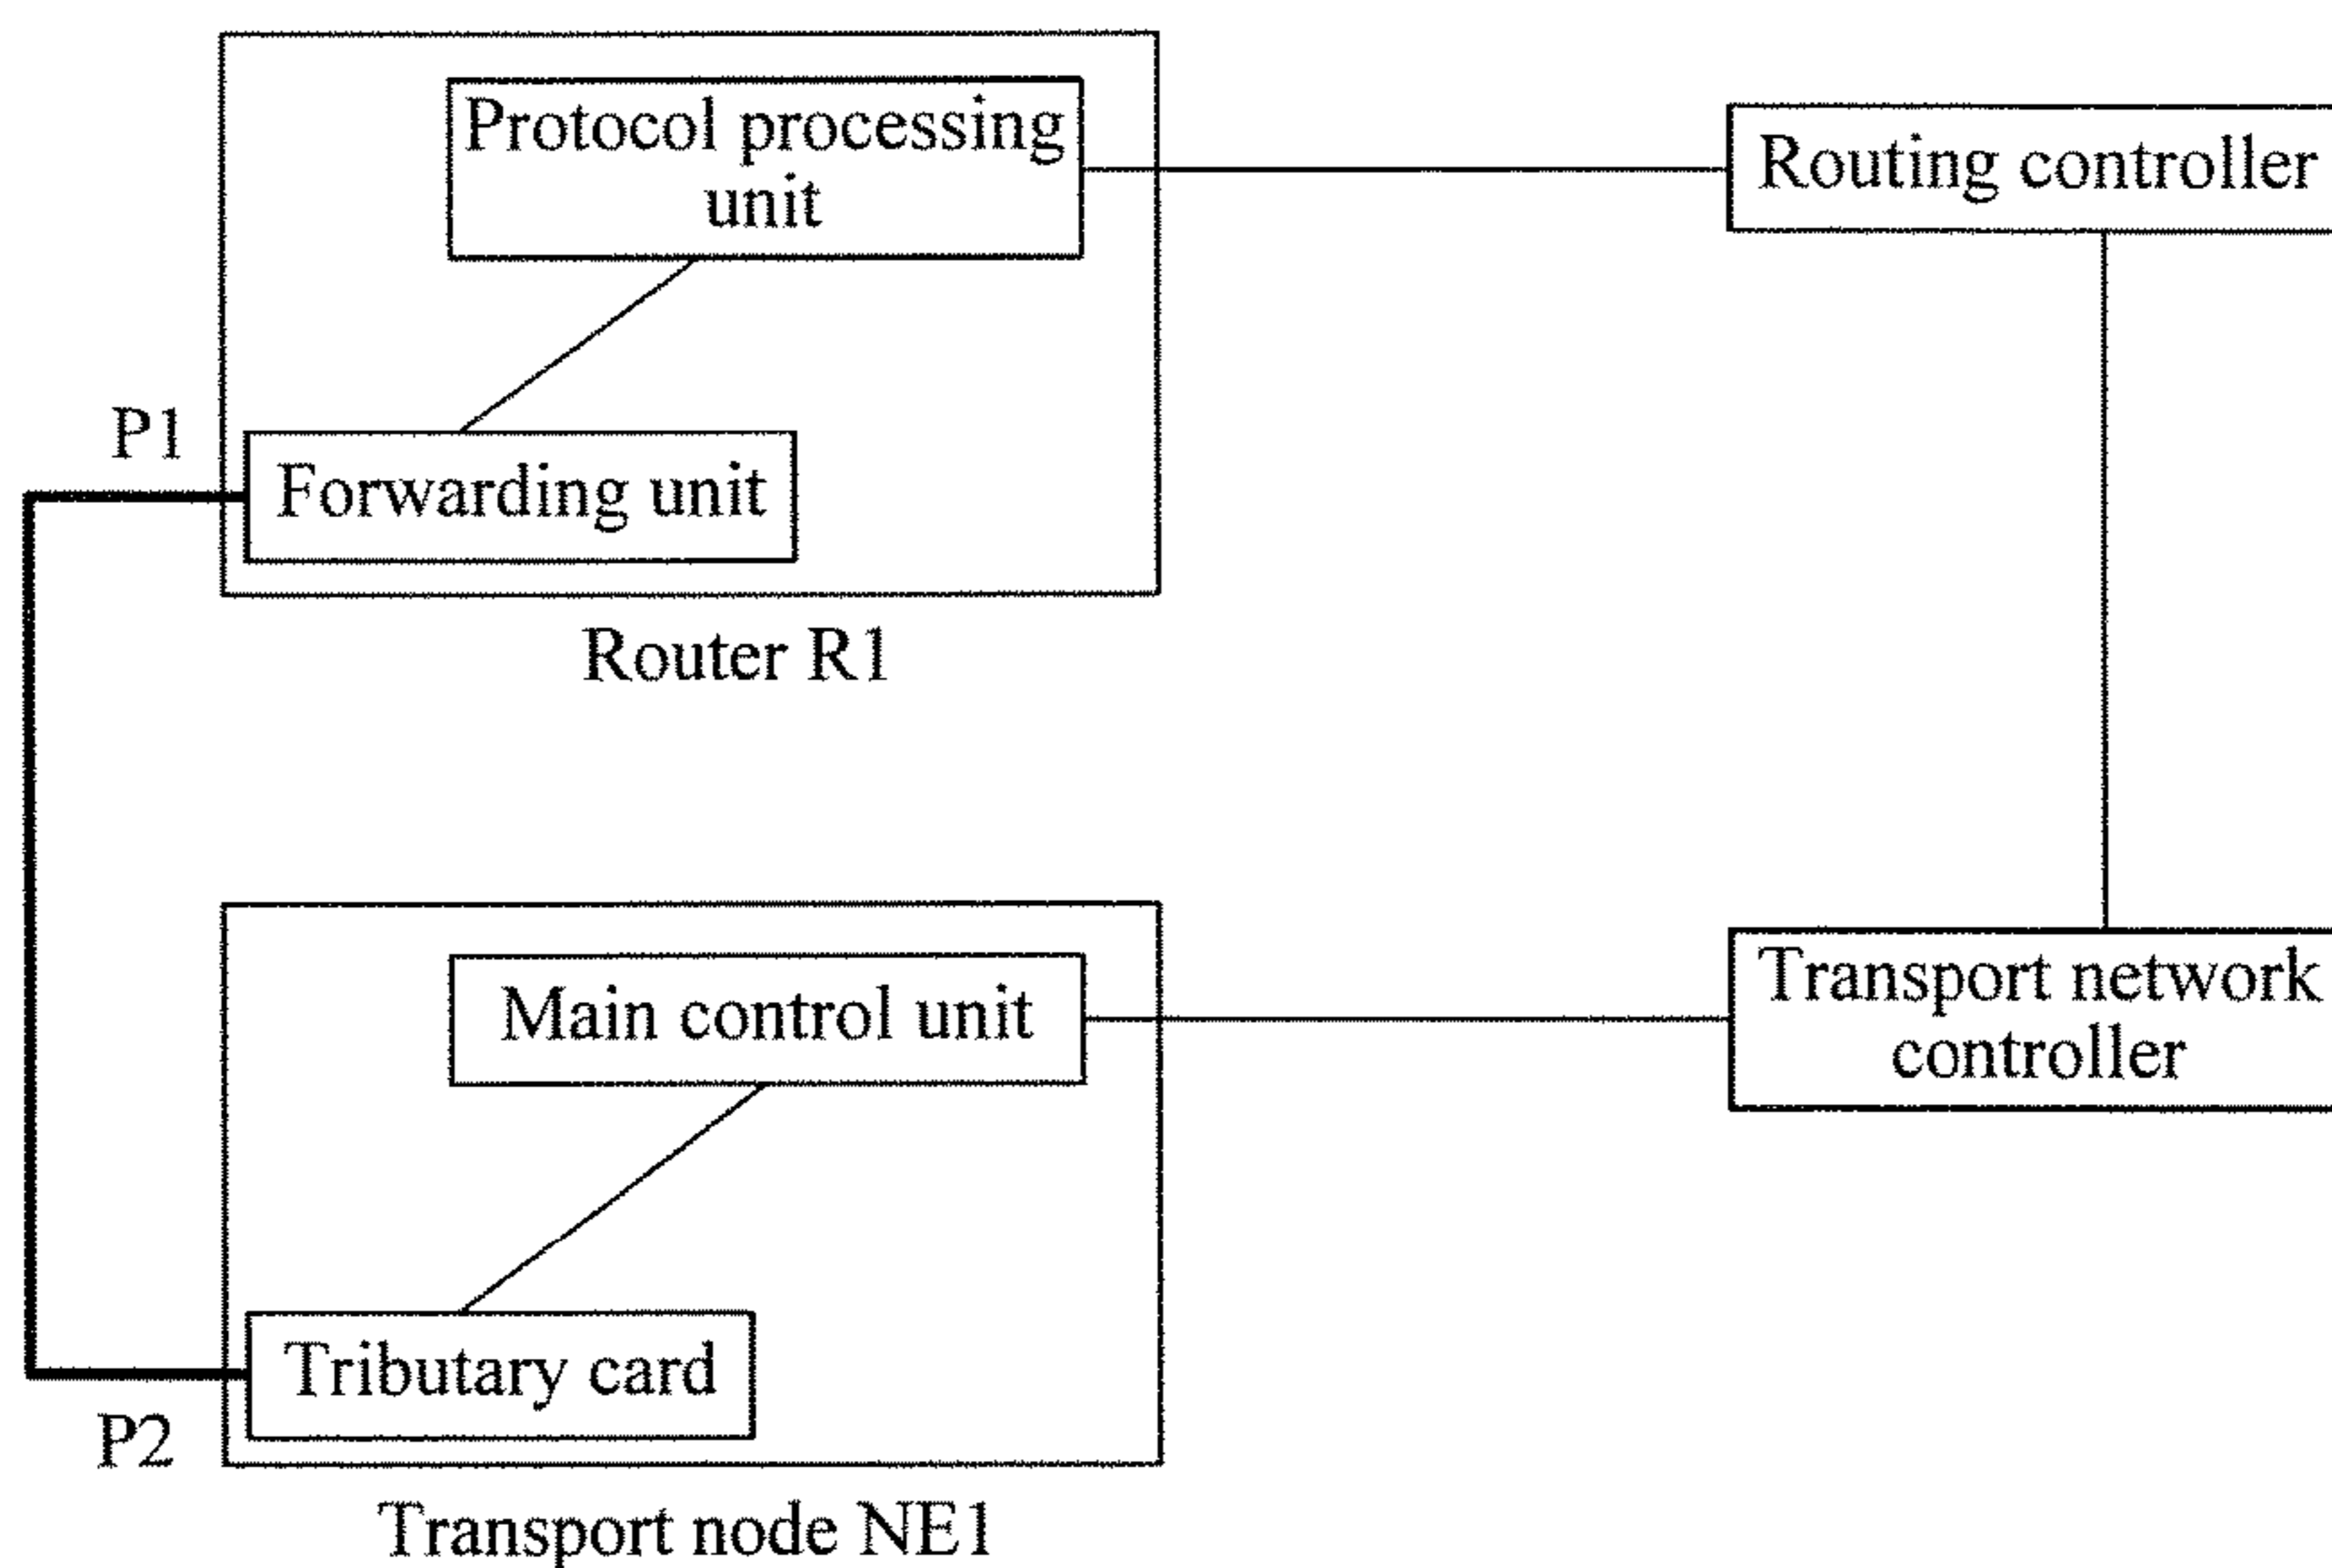 Protocol processing
unit
Routing controller
P1
Forwarding unit
Router R1
Main control unit
Transport network
controller
Tributary card
P2
Transport node NE1